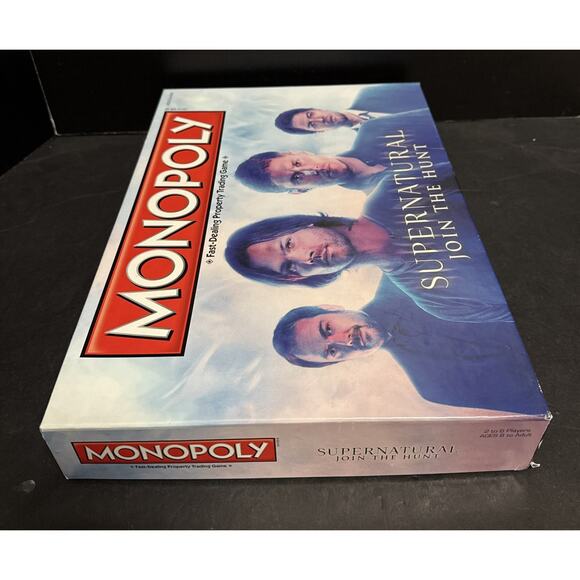 MONOPOLY
Fast-Dealing Property Trading Game
SUPERNATURAL
JOIN THE HUNT
MONOPOLY
Fast-Dealing Property Trading Game
SUPERNATURAL
JOIN THE HUNT
2 to 6 Players
AGES 8 to Adult